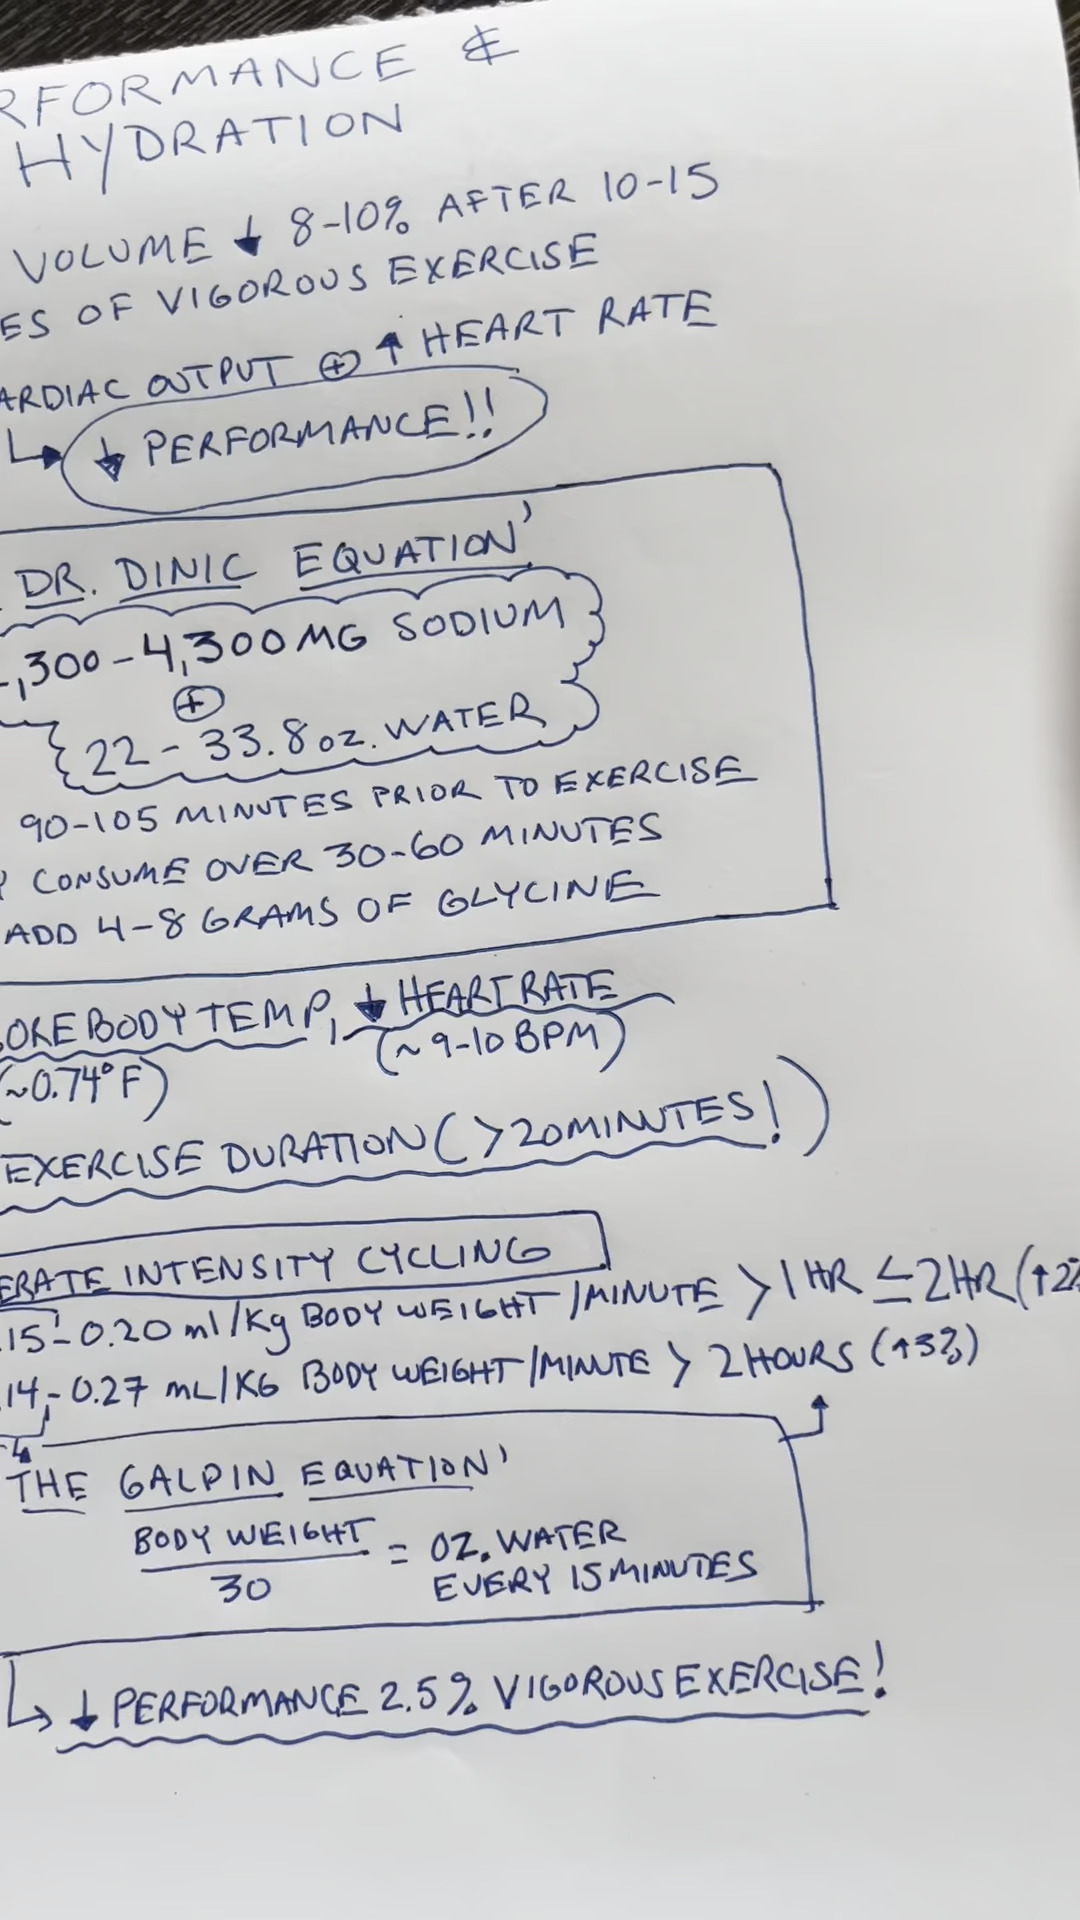 RFORMANCE &
HYDRATION
VOLUME ↓ 8-10% AFTER 10-15
ES OF VIGOROUS EXERCISE
ARDIAC OUTPUT ⊕ ↑ HEART RATE
↳ ↓ PERFORMANCE!!
DR. DINIC EQUATION'
,300-4,300MG SODIUM
⊕
22-33.8 oz. WATER
90-105 MINUTES PRIOR TO EXERCISE
CONSUME OVER 30-60 MINUTES
ADD 4-8 GRAMS OF GLYCINE
ORE BODY TEMP, ↓ HEART RATE
(~0.74°F) (~9-10 BPM)
EXERCISE DURATION (>20 MINUTES!)
ERATE INTENSITY CYCLING
.15-0.20 ml/Kg BODY WEIGHT/MINUTE > 1 HR ≤ 2 HR (↑2%
.14-0.27 mL/KG BODY WEIGHT/MINUTE > 2 HOURS (↑3%)
THE GALPIN EQUATION'
BODY WEIGHT
30
= OZ. WATER
EVERY 15 MINUTES
↳ ↓ PERFORMANCE 2.5% VIGOROUS EXERCISE!